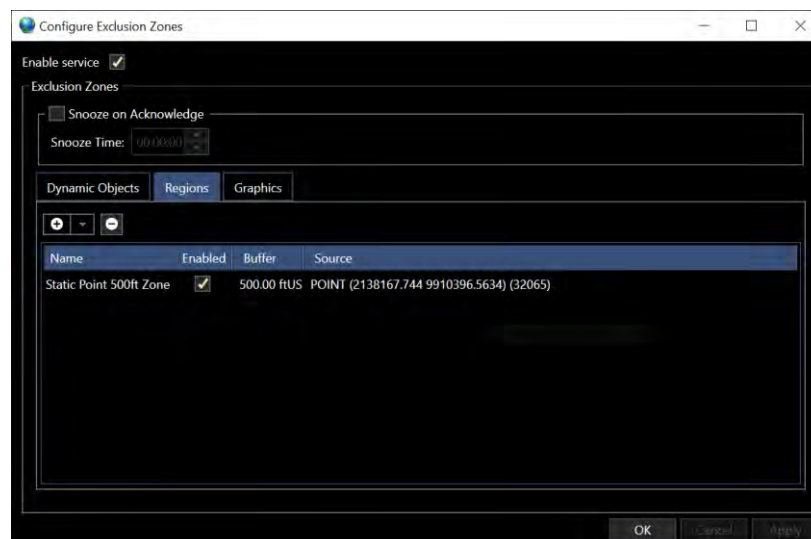 Configure Exclusion Zones
Enable service
Exclusion Zones
Snooze on Acknowledge
Snooze Time: 00:00:00
Dynamic Objects Regions Graphics
Name Enabled Buffer Source
Static Point 500ft Zone 500.00 ftUS POINT (2138167.744 9910396.5634) (32065)
OK Cancel Apply